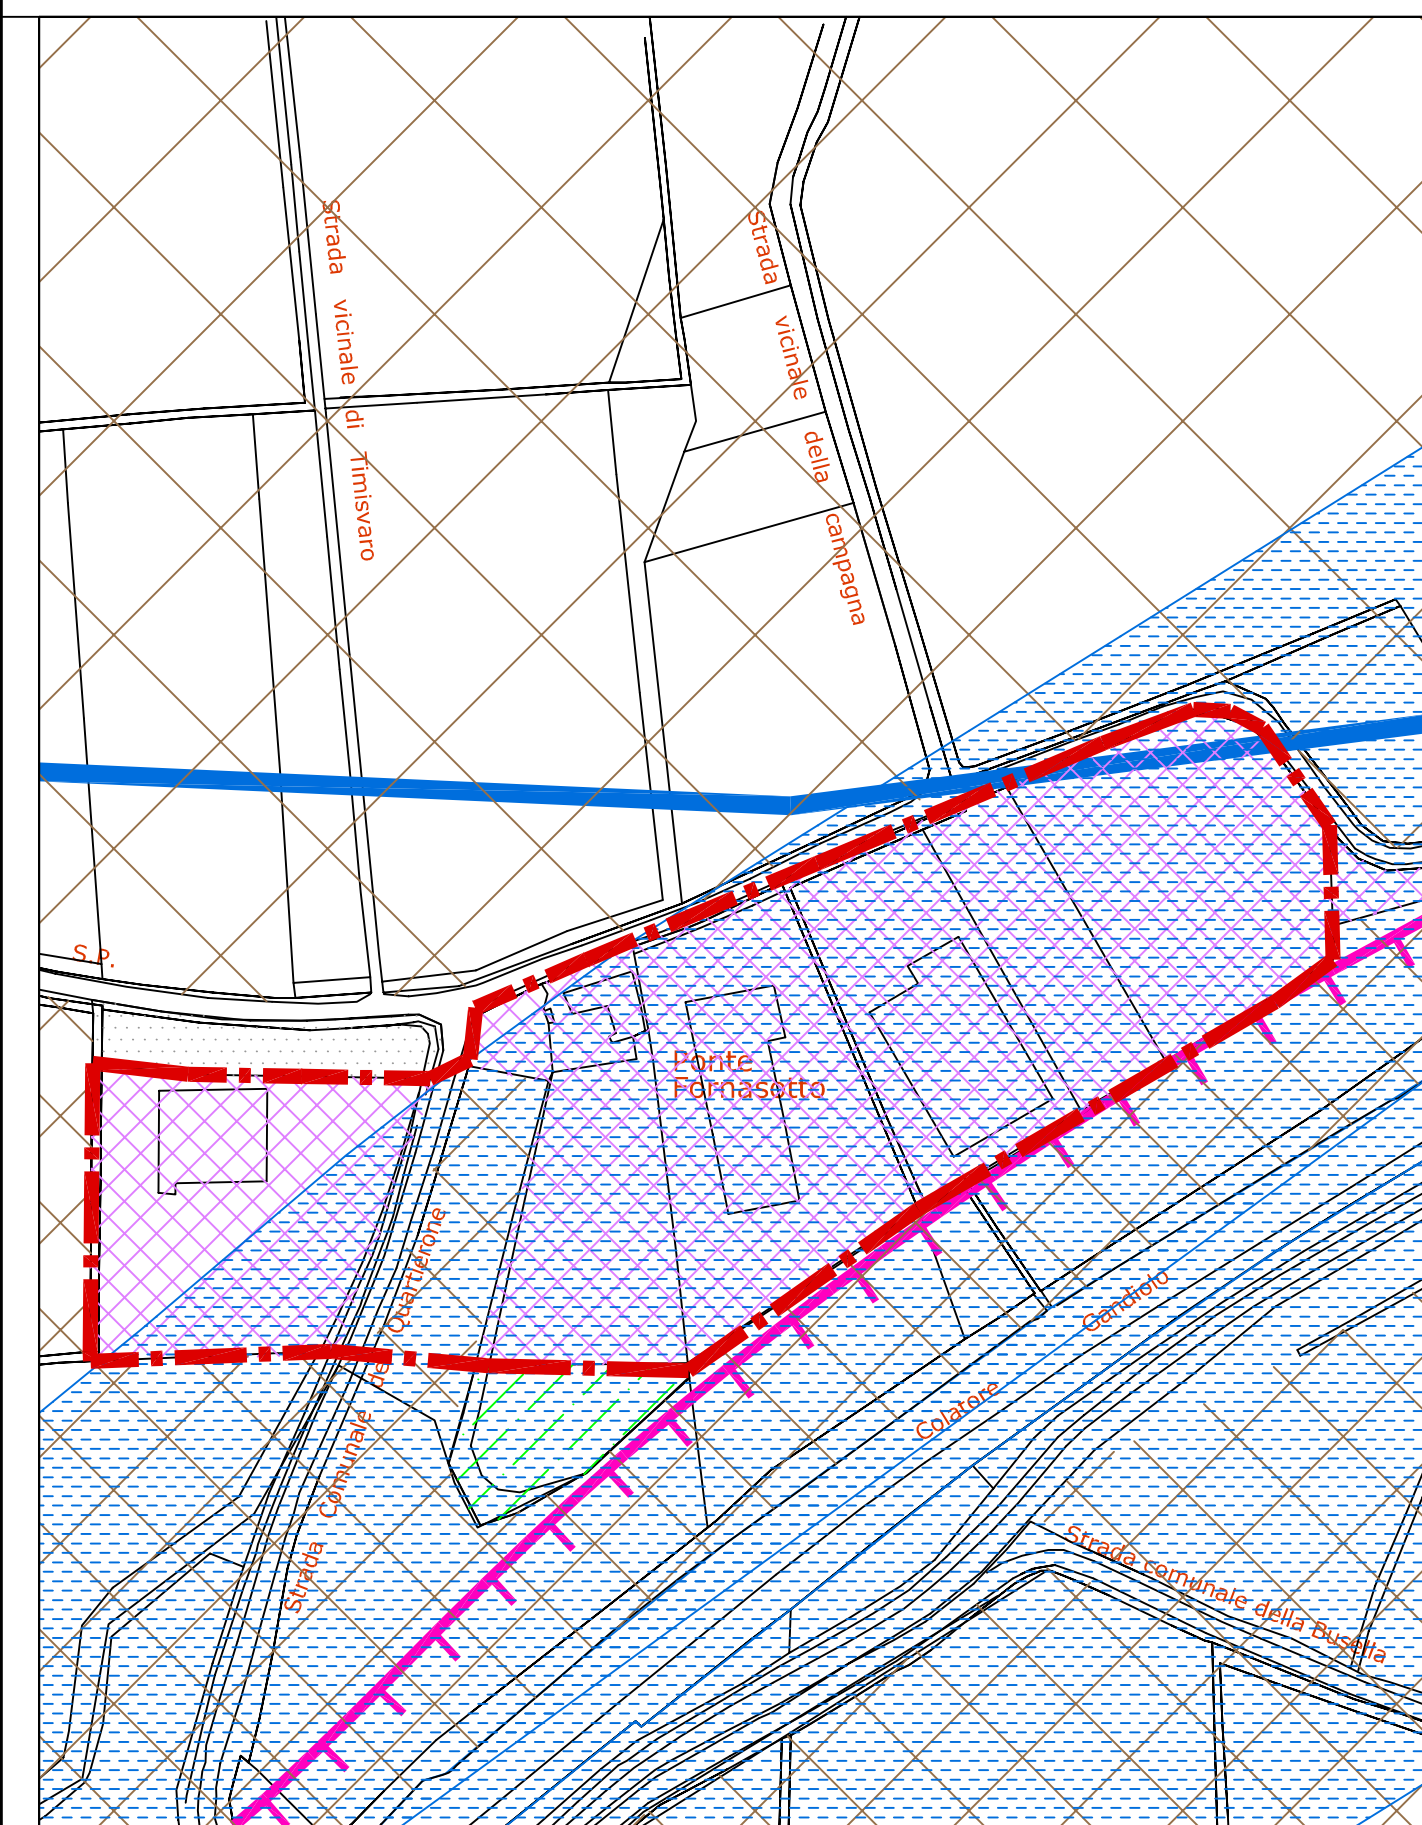 Strada vicinale di Timisvaro
Strada vicinale della campagna
S.P.
Ponte
Fornasotto
Strada Comunale del Quartierone
Gandiolo
Colatore
Strada comunale della Busella